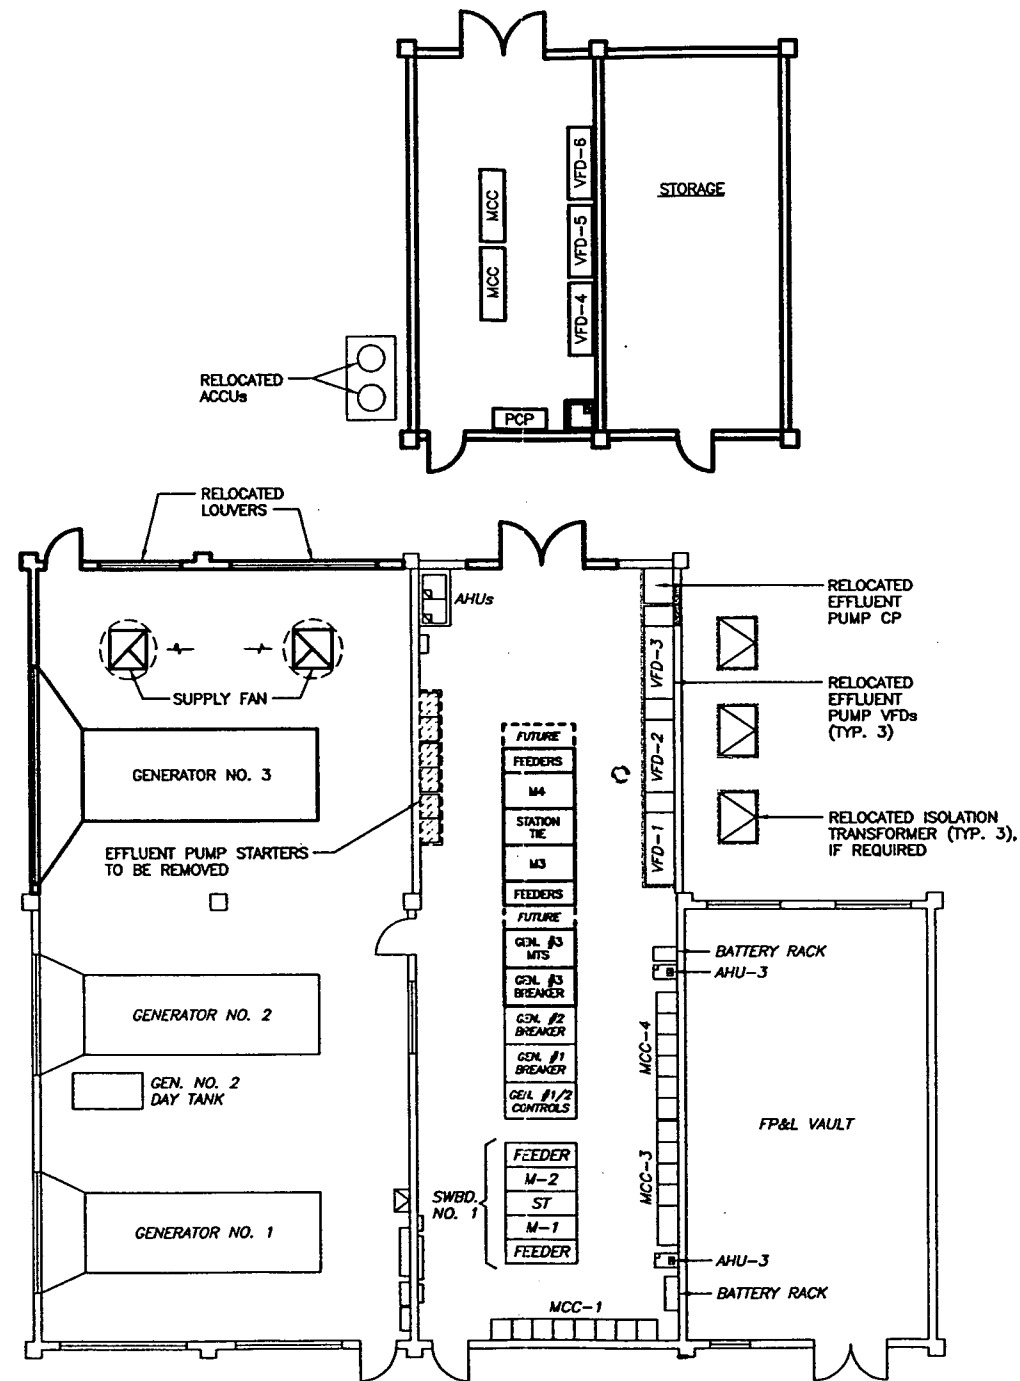 VFD-6
STORAGE
MCC
VFD-5
MCC
VFD-4
RELOCATED
ACCUs
PCP
RELOCATED
LOUVERS
AHUs
RELOCATED
EFFLUENT
PUMP CP
SUPPLY FAN
VFD-3
RELOCATED
EFFLUENT
PUMP VFDs
(TYP. 3)
FUTURE
FEEDERS
VFD-2
GENERATOR NO. 3
M4
STATION
TIE
RELOCATED ISOLATION
TRANSFORMER (TYP. 3),
IF REQUIRED
VFD-1
EFFLUENT PUMP STARTERS
TO BE REMOVED
M3
FEEDERS
FUTURE
GEN. #3
MTS
BATTERY RACK
AHU-3
GEN. #3
BREAKER
GENERATOR NO. 2
GEN. #2
BREAKER
MCC-4
GEN. #1
BREAKER
GEN. NO. 2
DAY TANK
GEN. #1/2
CONTROLS
FP&L VAULT
FEEDER
MCC-3
M-2
SWBD.
NO. 1
ST
GENERATOR NO. 1
M-1
FEEDER
AHU-3
BATTERY RACK
MCC-1